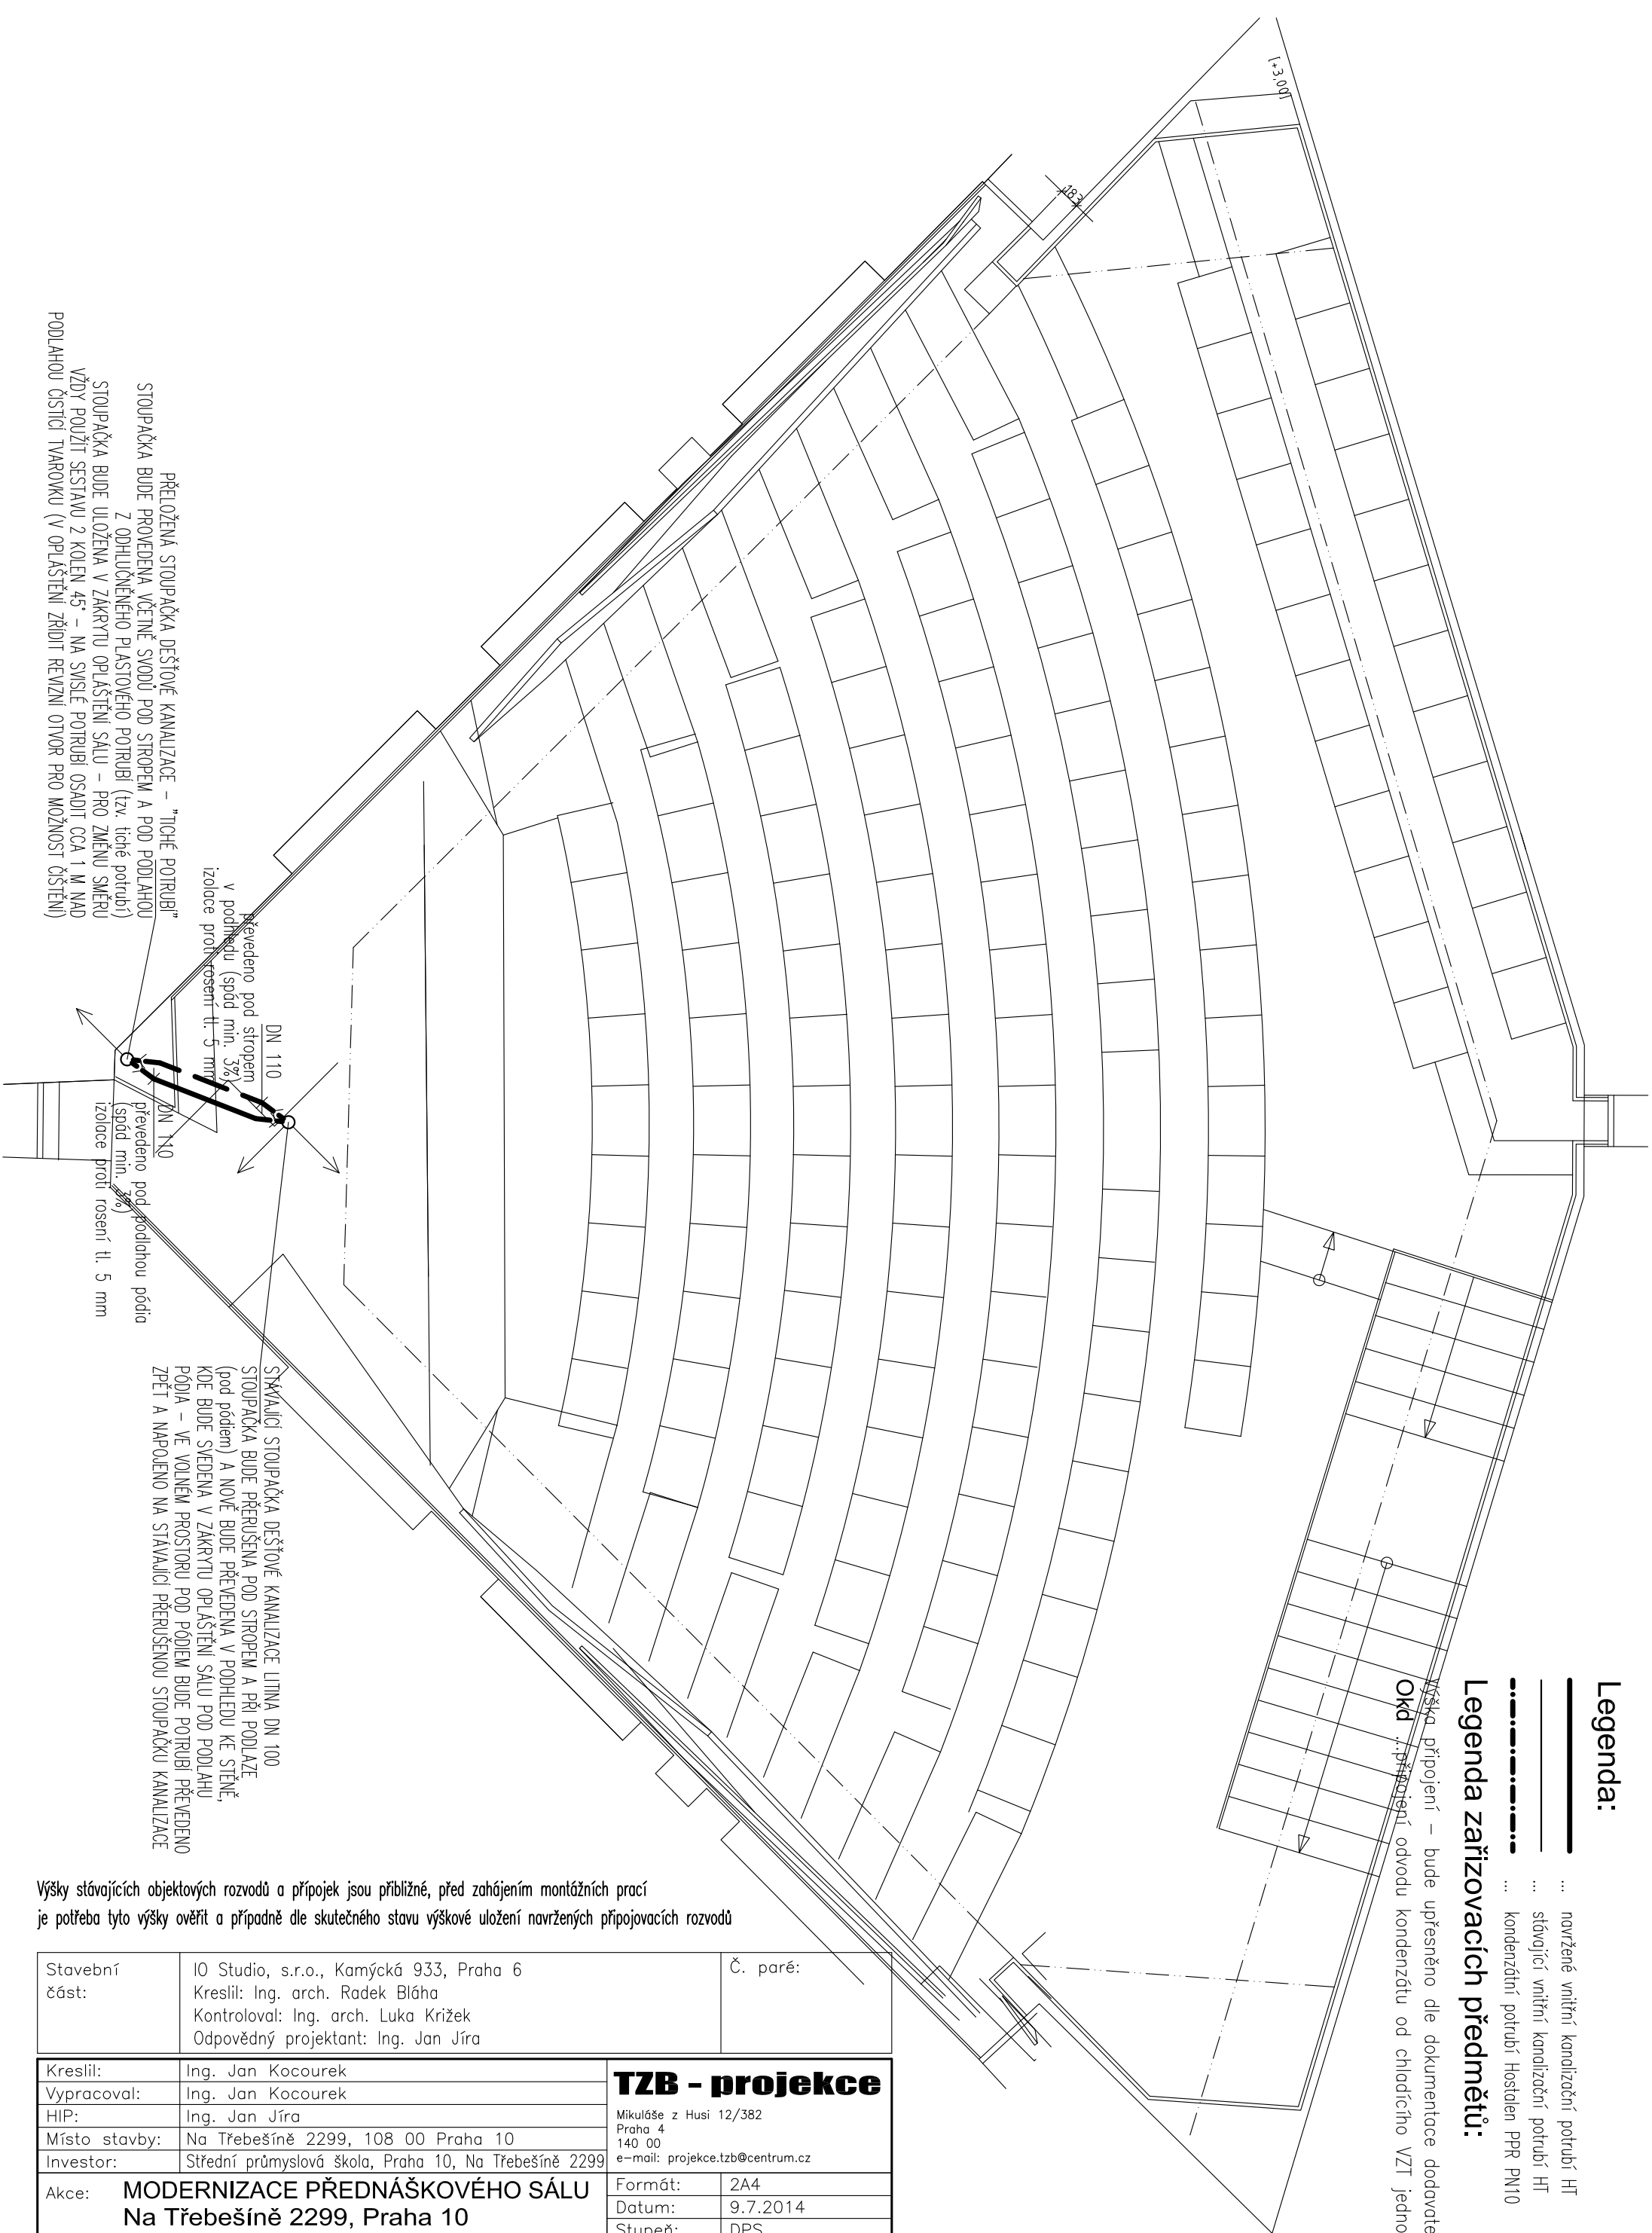 [+3,00]
183
PŘELOŽENÁ STOUPAČKA DEŠŤOVÉ KANALIZACE – "TICHÉ POTRUBÍ"
STOUPAČKA BUDE PROVEDENA VČETNĚ SVODŮ POD STROPEM A POD PODLAHOU
Z ODHLUČNĚNÉHO PLASTOVÉHO POTRUBÍ (tzv. tiché potrubí)
STOUPAČKA BUDE ULOŽENA V ZÁKRYTU OPLÁŠTĚNÍ SÁLU – PRO ZMĚNU SMĚRU
VŽDY POUŽÍT SESTAVU 2 KOLEN 45° – NA SVISLÉ POTRUBÍ OSADIT CCA 1 M NAD
PODLAHOU ČISTÍCÍ TVAROVKU (V OPLÁŠTĚNÍ ZŘÍDIT REVIZNÍ OTVOR PRO MOŽNOST ČIŠTĚNÍ)
DN 110
převedeno pod stropem
v podhledu (spád min. 3%)
izolace proti rosení tl. 5 mm
DN 110
převedeno pod podlahou pódia
(spád min. 3%)
izolace proti rosení tl. 5 mm
STÁVAJÍCÍ STOUPAČKA DEŠŤOVÉ KANALIZACE LITINA DN 100
STOUPAČKA BUDE PŘERUŠENA POD STROPEM A PŘI PODLAZE
(pod pódiem) A NOVĚ BUDE PŘEVEDENA V PODHLEDU KE STĚNĚ,
KDE BUDE SVEDENA V ZÁKRYTU OPLÁŠTĚNÍ SÁLU POD PODLAHU
PÓDIA – VE VOLNÉM PROSTORU POD PÓDIEM BUDE POTRUBÍ PŘEVEDENO
ZPĚT A NAPOJENO NA STÁVAJÍCÍ PŘERUŠENOU STOUPAČKU KANALIZACE
Legenda:
... navržené vnitřní kanalizační potrubí HT
... stávající vnitřní kanalizační potrubí HT
... kondenzátní potrubí Hostalen PPR PN10
Legenda zařizovacích předmětů:
Výška připojení – bude upřesněno dle dokumentace dodavate
Okd ...připojení odvodu kondenzátu od chladícího VZT jedno
Výšky stávajících objektových rozvodů a přípojek jsou přibližné, před zahájením montážních prací
je potřeba tyto výšky ověřit a případně dle skutečného stavu výškové uložení navržených připojovacích rozvodů
Stavební část:
IO Studio, s.r.o., Kamýcká 933, Praha 6
Kreslil: Ing. arch. Radek Bláha
Kontroloval: Ing. arch. Luka Križek
Odpovědný projektant: Ing. Jan Jíra
Č. paré:
Kreslil: Ing. Jan Kocourek
Vypracoval: Ing. Jan Kocourek
HIP: Ing. Jan Jíra
Místo stavby: Na Třebešíně 2299, 108 00 Praha 10
Investor: Střední průmyslová škola, Praha 10, Na Třebešíně 2299
TZB - projekce
Mikuláše z Husi 12/382
Praha 4
140 00
e-mail: projekce.tzb@centrum.cz
Akce: MODERNIZACE PŘEDNÁŠKOVÉHO SÁLU
Na Třebešíně 2299, Praha 10
Formát: 2A4
Datum: 9.7.2014
Stupeň: DPS